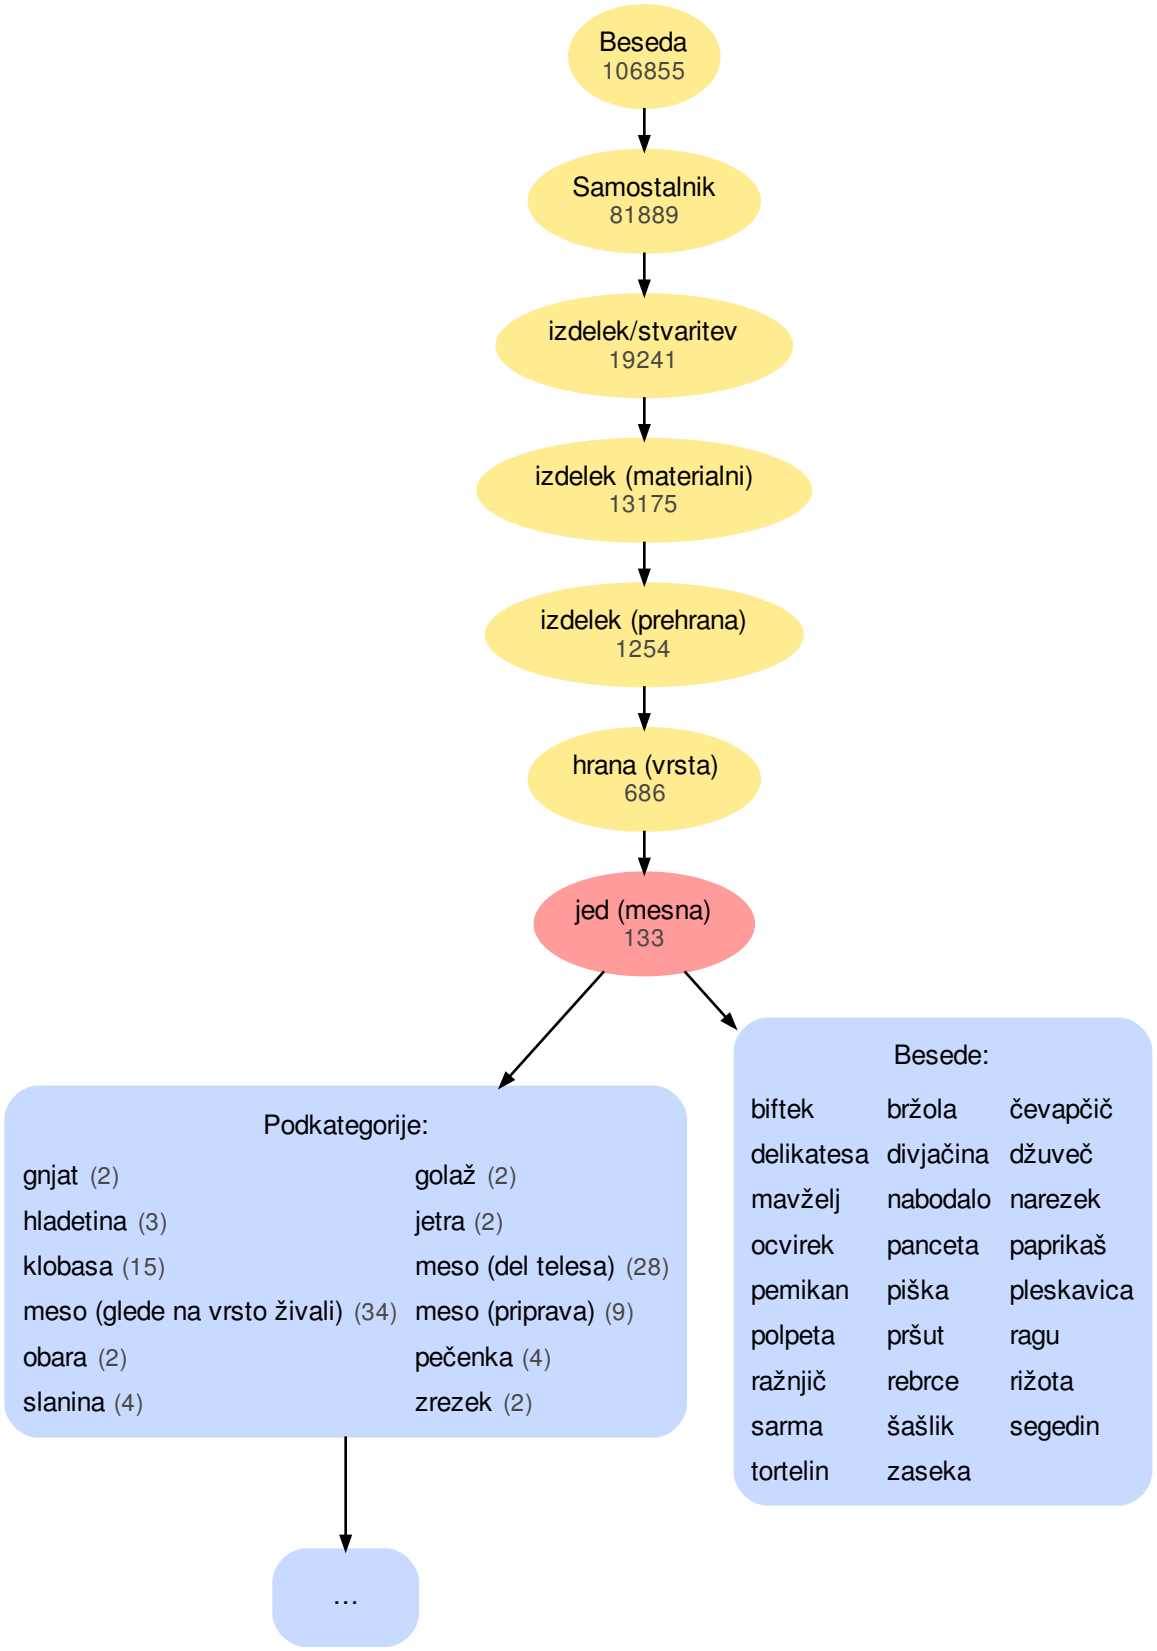 Beseda
106855
Samostalnik
81889
izdelek/stvaritev
19241
izdelek (materialni)
13175
izdelek (prehrana)
1254
hrana (vrsta)
686
jed (mesna)
133
Podkategorije:
gnjat (2) golaž (2)
hladetina (3) jetra (2)
klobasa (15) meso (del telesa) (28)
meso (glede na vrsto živali) (34) meso (priprava) (9)
obara (2) pečenka (4)
slanina (4) zrezek (2)
...
Besede:
biftek bržola čevapčič
delikatesa divjačina džuveč
mavželj nabodalo narezek
ocvirek panceta paprikaš
pemikan piška pleskavica
polpeta pršut ragu
ražnjič rebrce rižota
sarma šašlik segedin
tortelin zaseka